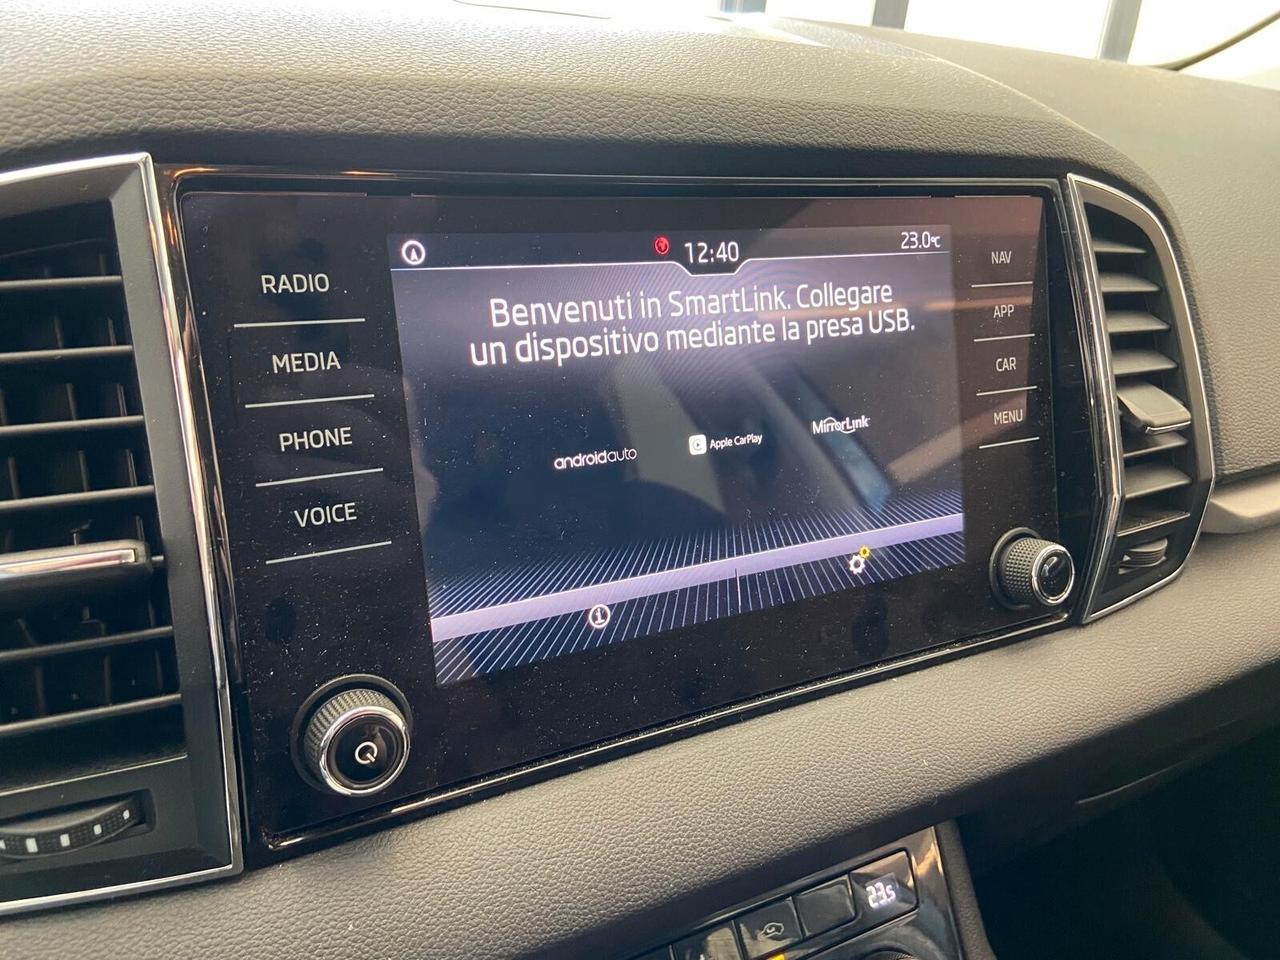 12:40
23.0°C
RADIO
MEDIA
PHONE
VOICE
Benvenuti in SmartLink. Collegare
un dispositivo mediante la presa USB.
androidauto
Apple CarPlay
MirrorLink
NAV
APP
CAR
MENU
23.5